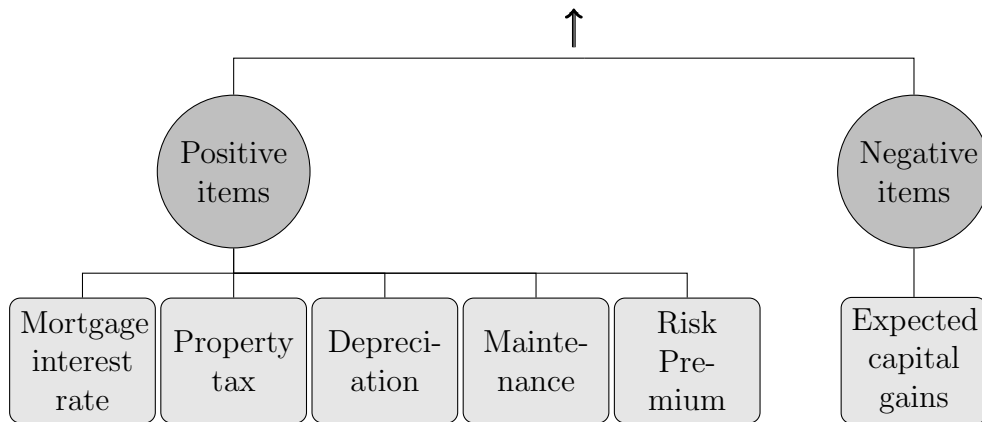 Positive
items
Negative
items
Mortgage
interest
rate
Property
tax
Depreci-
ation
Mainte-
nance
Risk
Pre-
mium
Expected
capital
gains